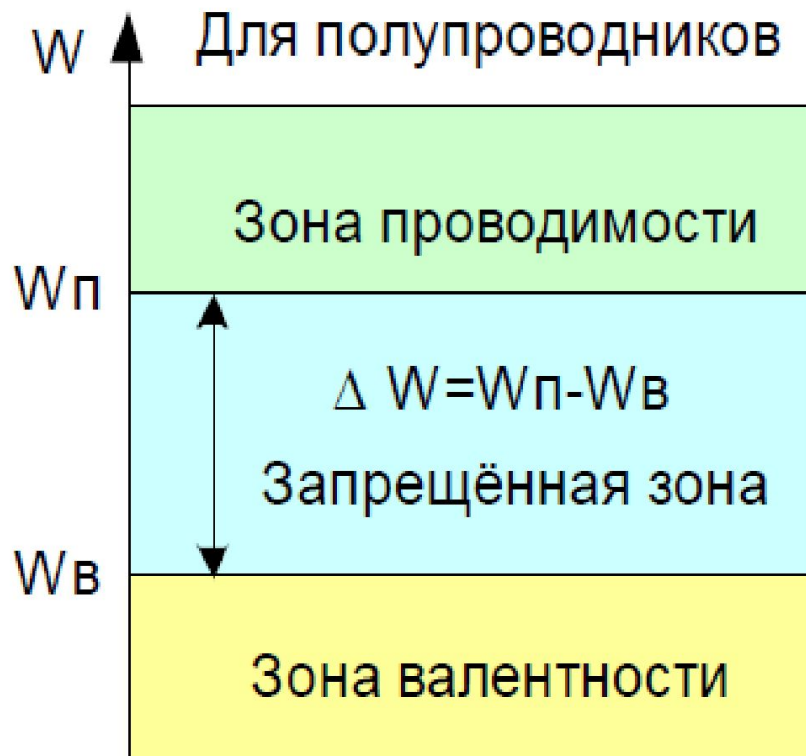 W
Для полупроводников
Зона проводимости
Wп
Δ W=Wп-Wв
Запрещённая зона
Wв
Зона валентности